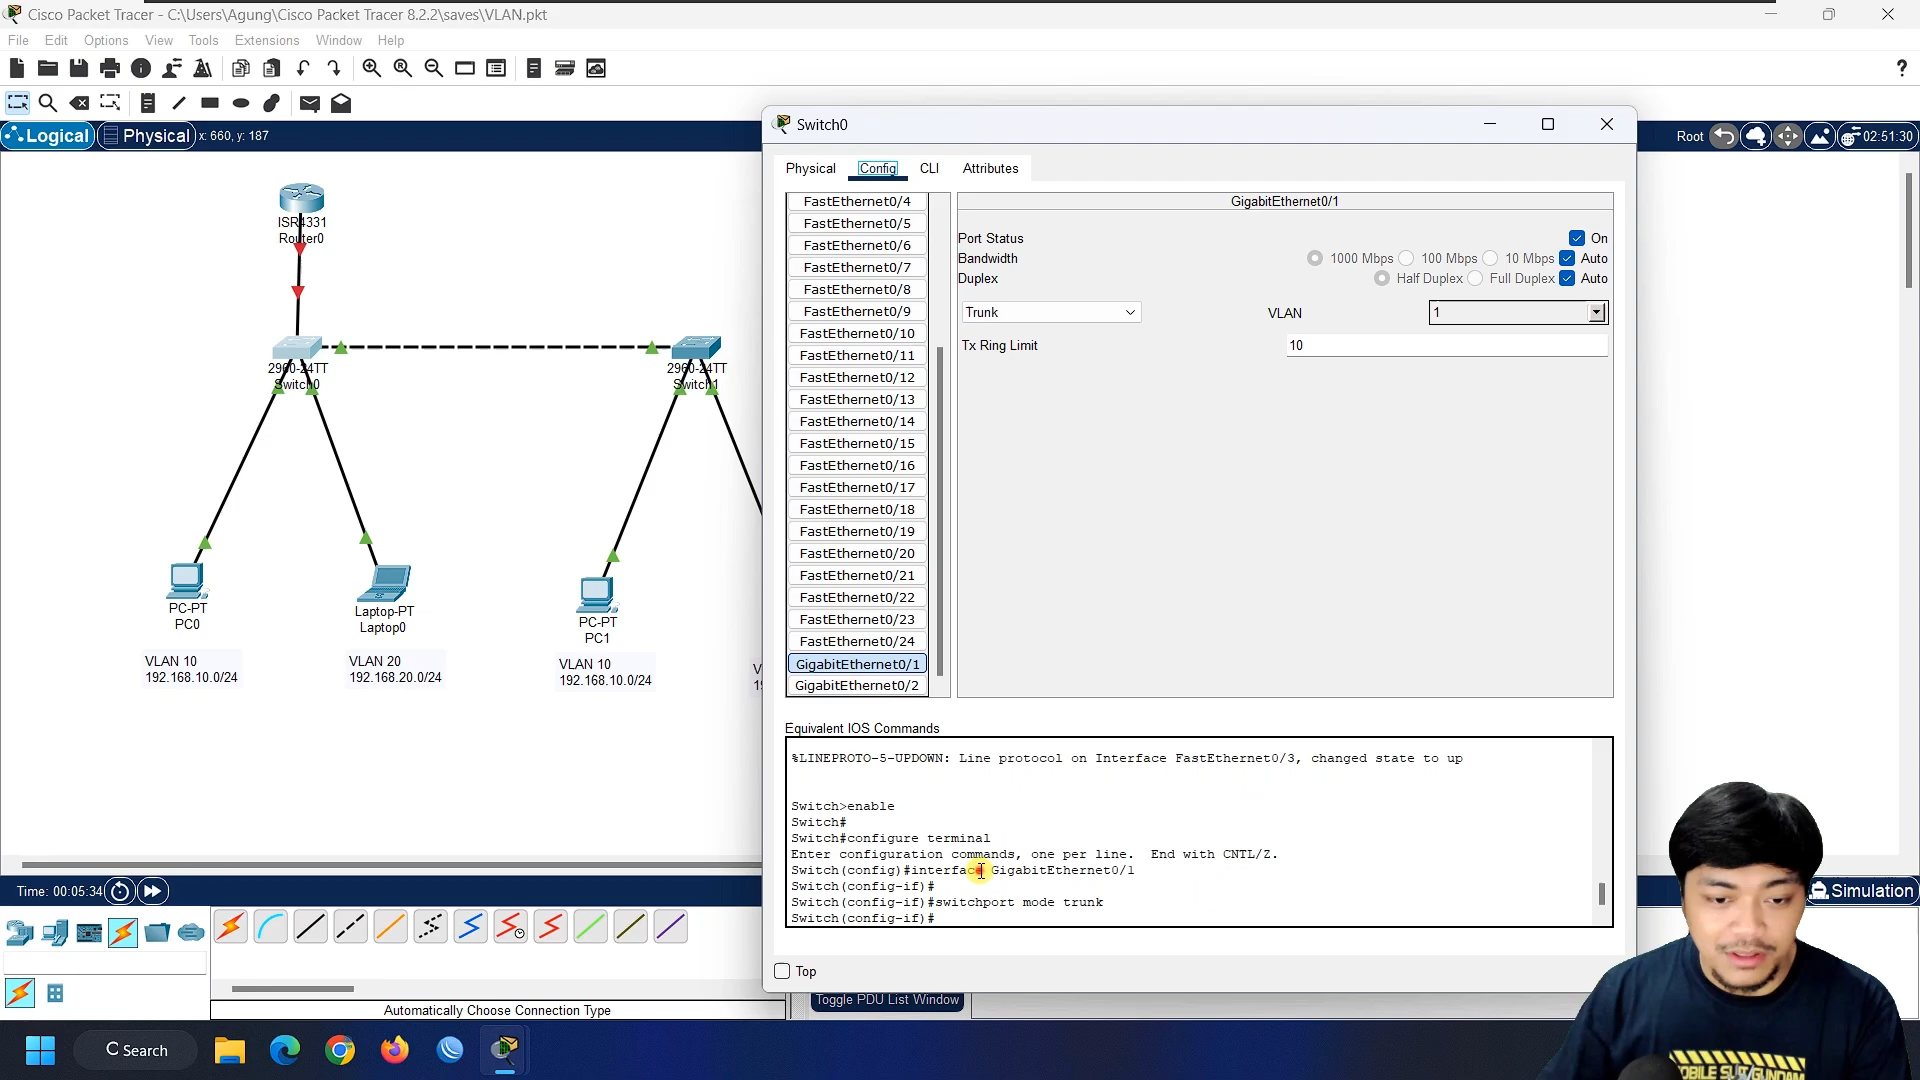 Cisco Packet Tracer - C:\Users\Agung\Cisco Packet Tracer 8.2.2\saves\VLAN.pkt
File Edit Options View Tools Extensions Window Help
Logical Physical x: 660, y: 187
Root 02:51:30
ISR4331
Router0
2960-24TT
Switch0
2960-24TT
Switch1
PC-PT
PC0
Laptop-PT
Laptop0
PC-PT
PC1
VLAN 10
192.168.10.0/24
VLAN 20
192.168.20.0/24
VLAN 10
192.168.10.0/24
Switch0
Physical Config CLI Attributes
FastEthernet0/4
FastEthernet0/5
FastEthernet0/6
FastEthernet0/7
FastEthernet0/8
FastEthernet0/9
FastEthernet0/10
FastEthernet0/11
FastEthernet0/12
FastEthernet0/13
FastEthernet0/14
FastEthernet0/15
FastEthernet0/16
FastEthernet0/17
FastEthernet0/18
FastEthernet0/19
FastEthernet0/20
FastEthernet0/21
FastEthernet0/22
FastEthernet0/23
FastEthernet0/24
GigabitEthernet0/1
GigabitEthernet0/2
GigabitEthernet0/1
Port Status On
Bandwidth 1000 Mbps 100 Mbps 10 Mbps Auto
Duplex Half Duplex Full Duplex Auto
Trunk VLAN 1
Tx Ring Limit 10
Equivalent IOS Commands
%LINEPROTO-5-UPDOWN: Line protocol on Interface FastEthernet0/3, changed state to up
Switch>enable
Switch#
Switch#configure terminal
Enter configuration commands, one per line. End with CNTL/Z.
Switch(config)#interface GigabitEthernet0/1
Switch(config-if)#
Switch(config-if)#switchport mode trunk
Switch(config-if)#
Top
Toggle PDU List Window
Time: 00:05:34
Simulation
Automatically Choose Connection Type
Search
MOBILE SUIT GUNDAM